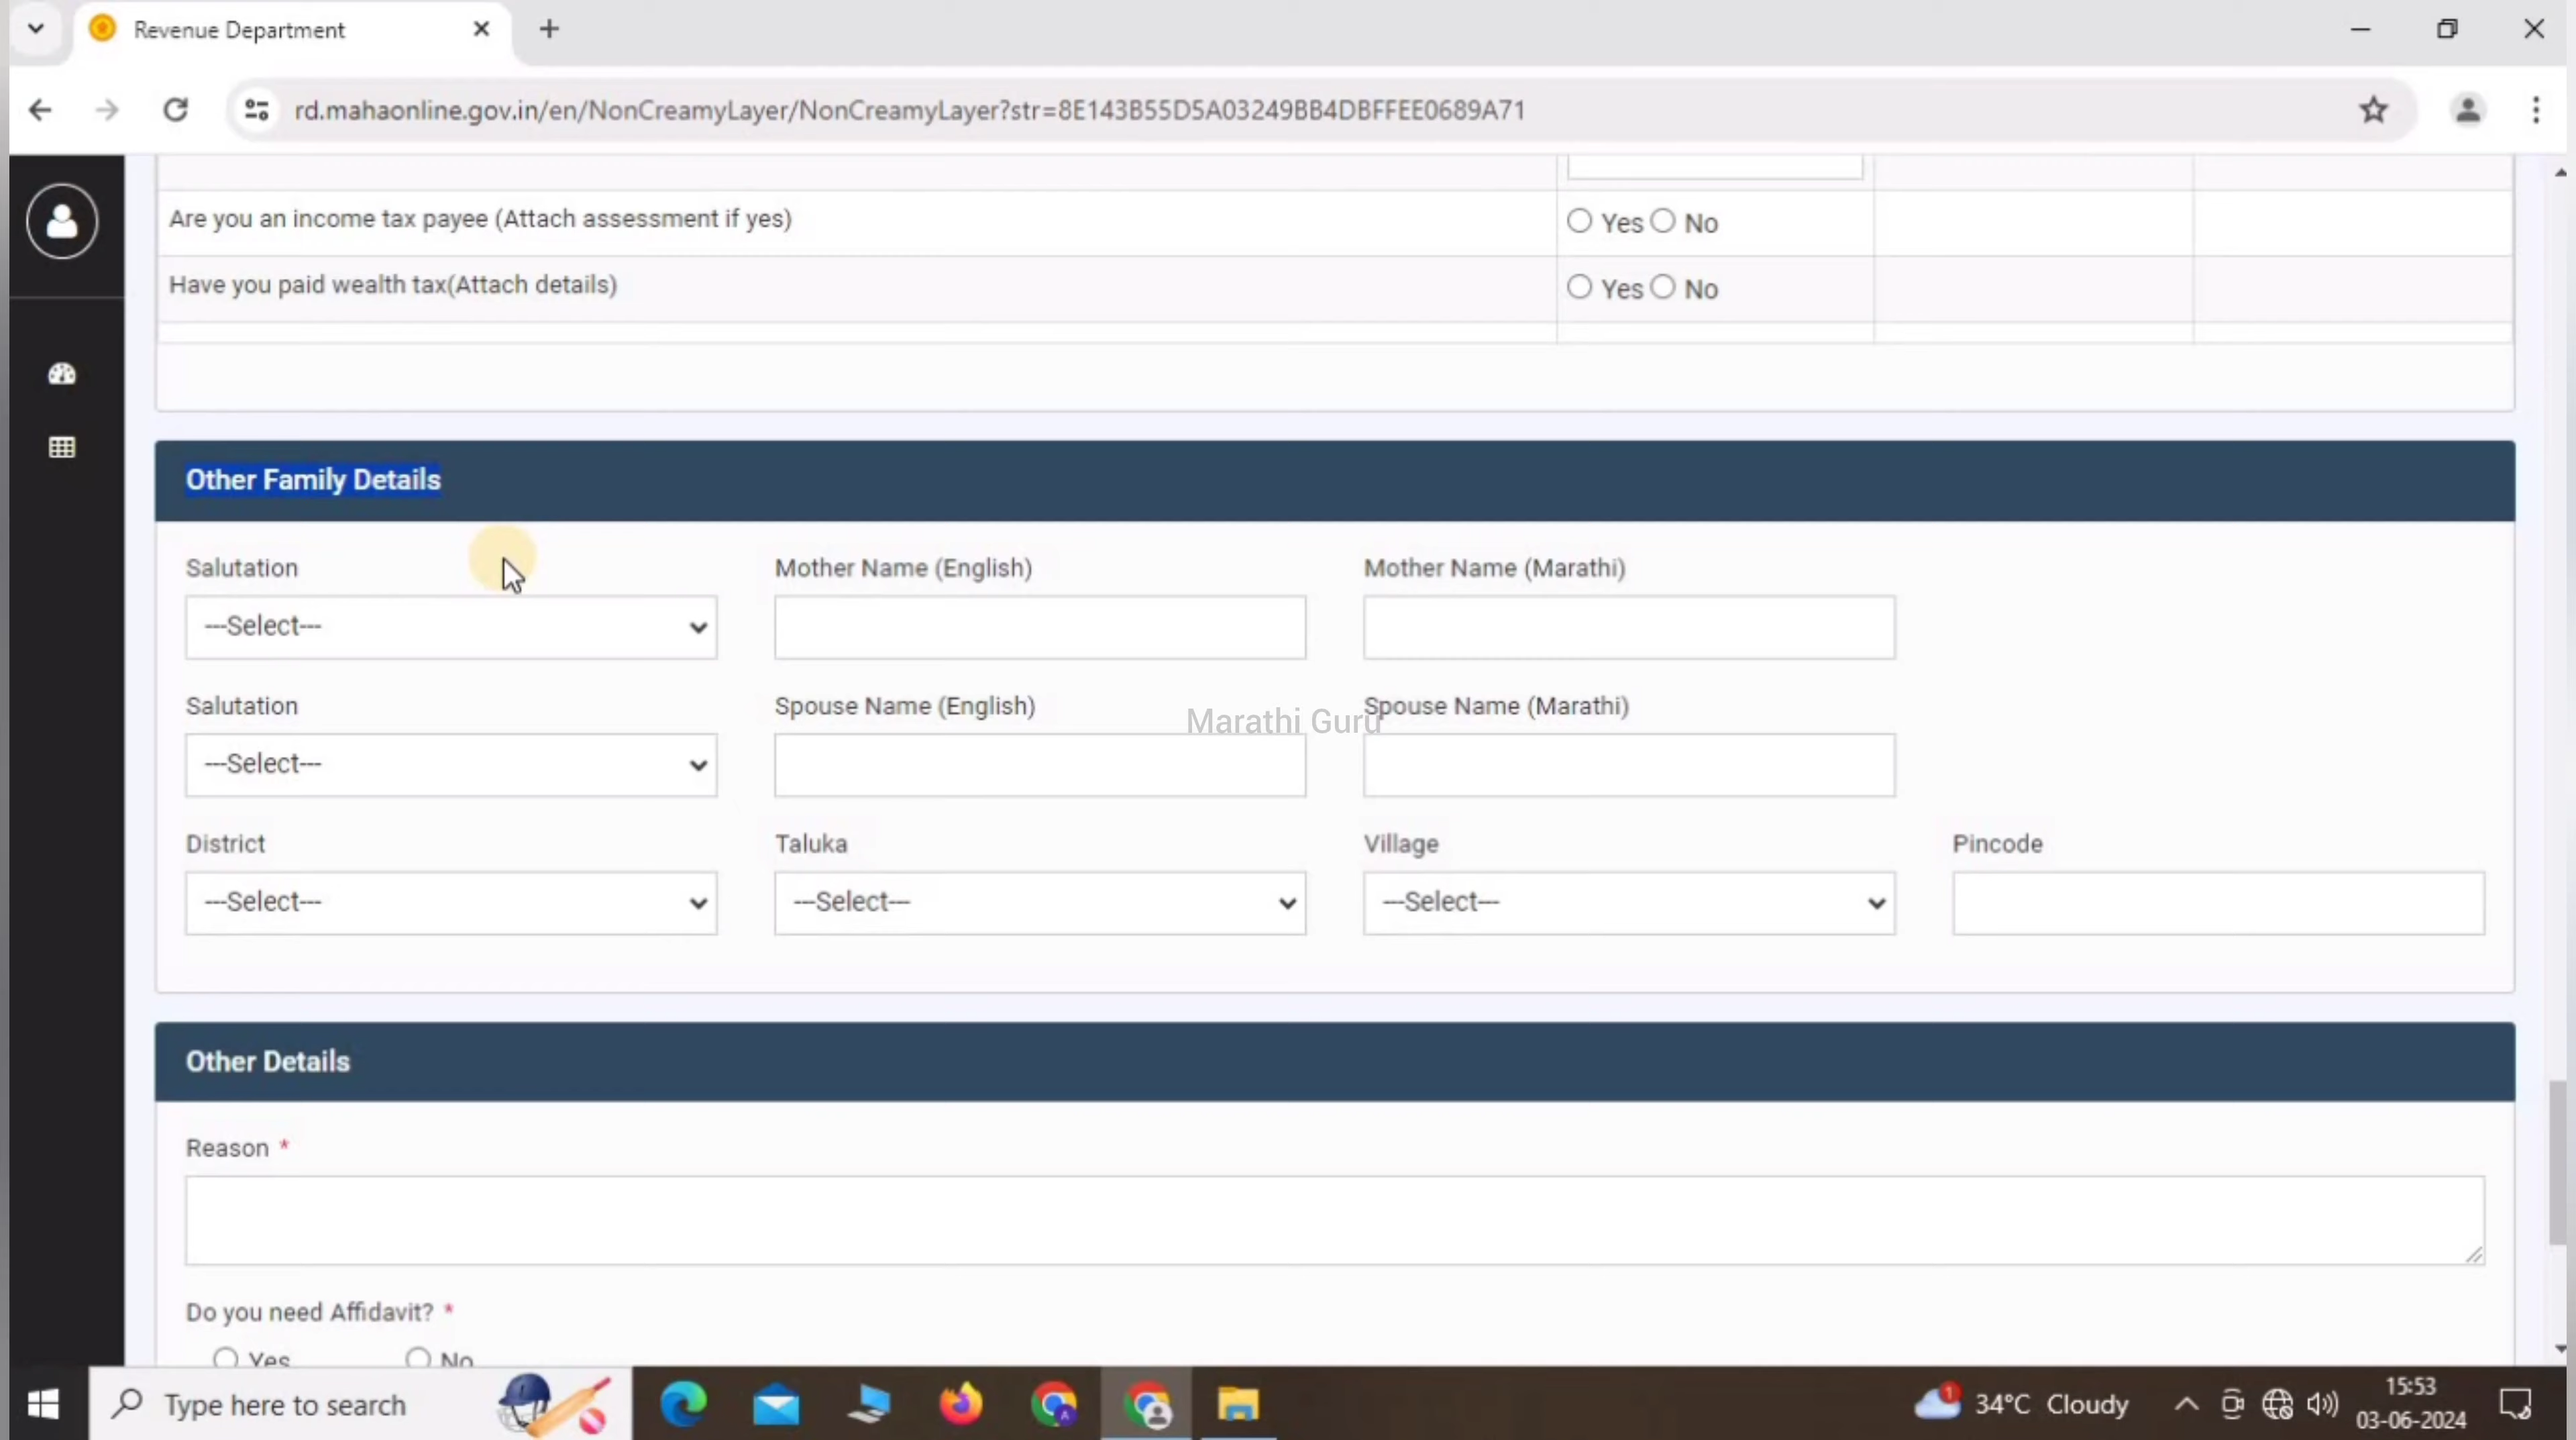 Revenue Department
rd.mahaonline.gov.in/en/NonCreamyLayer/NonCreamyLayer?str=8E143B55D5A03249BB4DBFFEE0689A71
Are you an income tax payee (Attach assessment if yes) Yes No
Have you paid wealth tax(Attach details) Yes No
Other Family Details
Salutation Mother Name (English) Mother Name (Marathi)
---Select---
Salutation Spouse Name (English) Spouse Name (Marathi)
Marathi Guru
---Select---
District Taluka Village Pincode
---Select--- ---Select--- ---Select---
Other Details
Reason *
Do you need Affidavit? *
Yes No
Type here to search
A
1
34°C Cloudy
15:53
03-06-2024